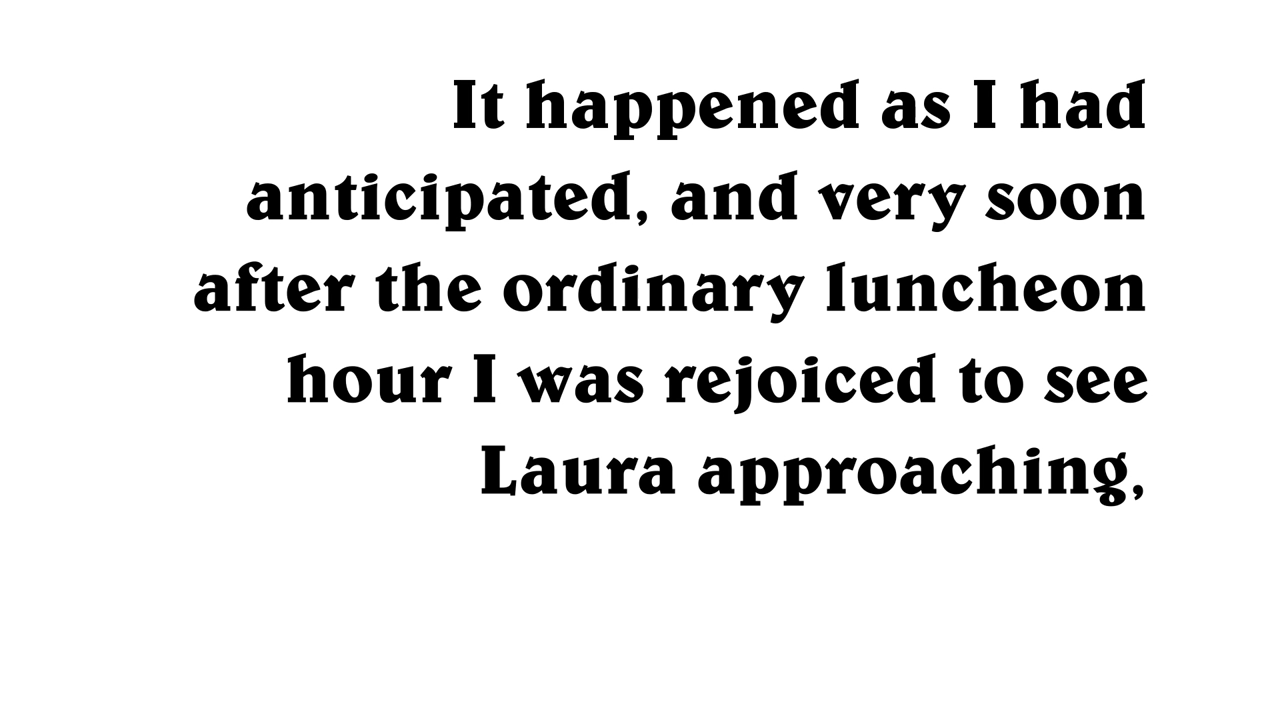 It happened as I had
anticipated, and very soon
after the ordinary luncheon
hour I was rejoiced to see
Laura approaching,